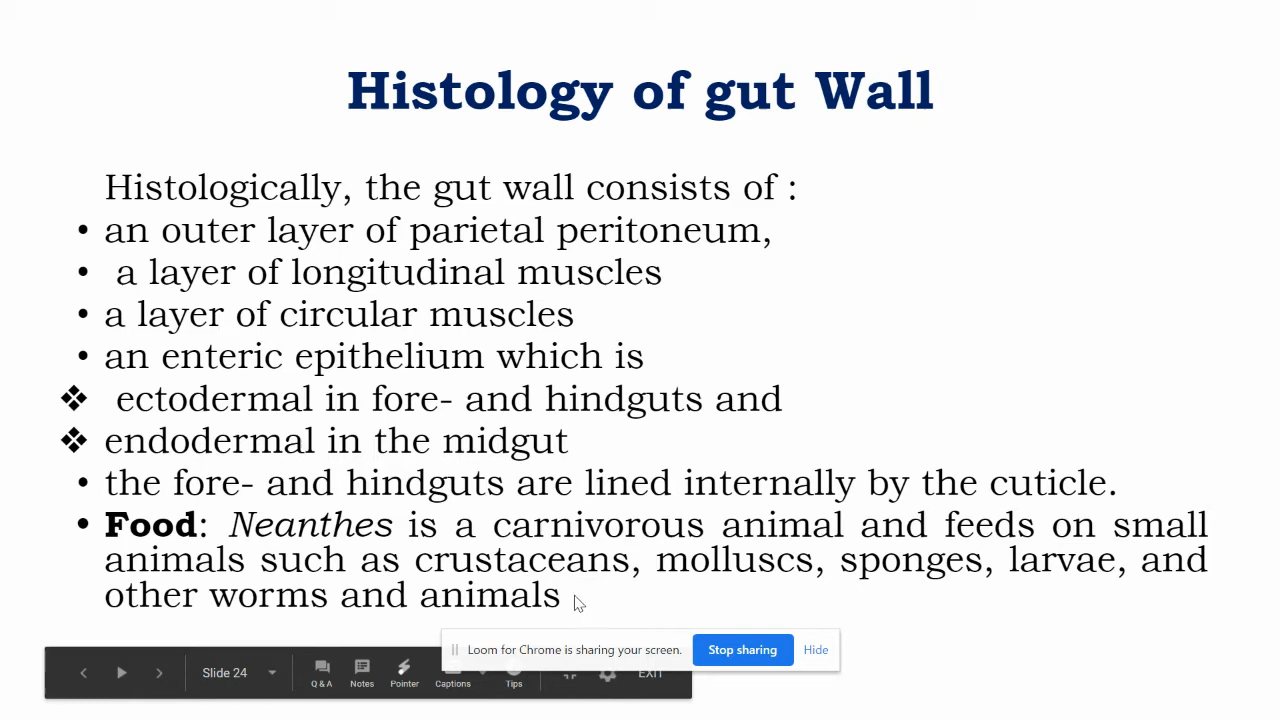 Histology of gut Wall
Histologically, the gut wall consists of :
• an outer layer of parietal peritoneum,
• a layer of longitudinal muscles
• a layer of circular muscles
• an enteric epithelium which is
❖ ectodermal in fore- and hindguts and
❖ endodermal in the midgut
• the fore- and hindguts are lined internally by the cuticle.
• Food: Neanthes is a carnivorous animal and feeds on small
animals such as crustaceans, molluscs, sponges, larvae, and
other worms and animals
Loom for Chrome is sharing your screen. Stop sharing Hide
Slide 24 Q & A Notes Pointer Captions Tips EXIT